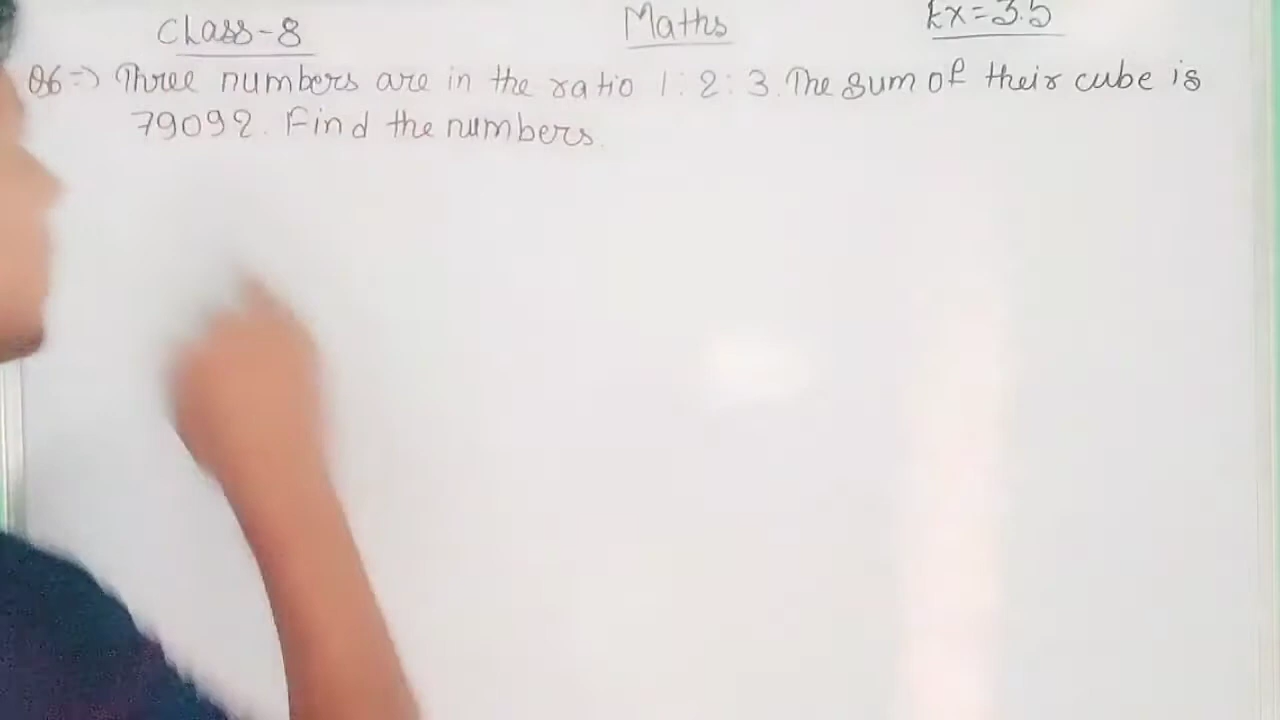 Class-8 Maths Ex=3.5
Q6=> Three numbers are in the ratio 1:2:3. The sum of their cube is
79092. Find the numbers.